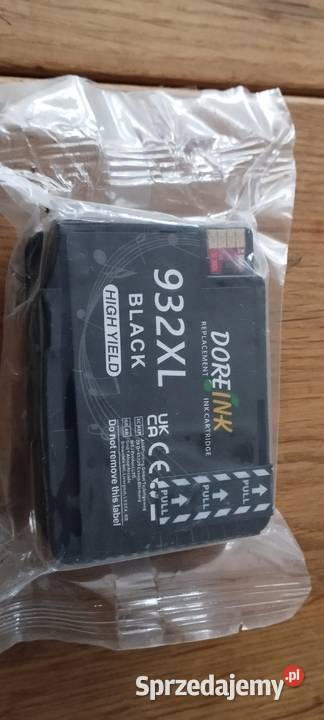 DOREINK
REPLACEMENT INK CARTRIDGE
932XL
BLACK
HIGH YIELD
UK
CA CE
Do not remove this label
PULL
PULL
PULL
Sprzedajemy.pl